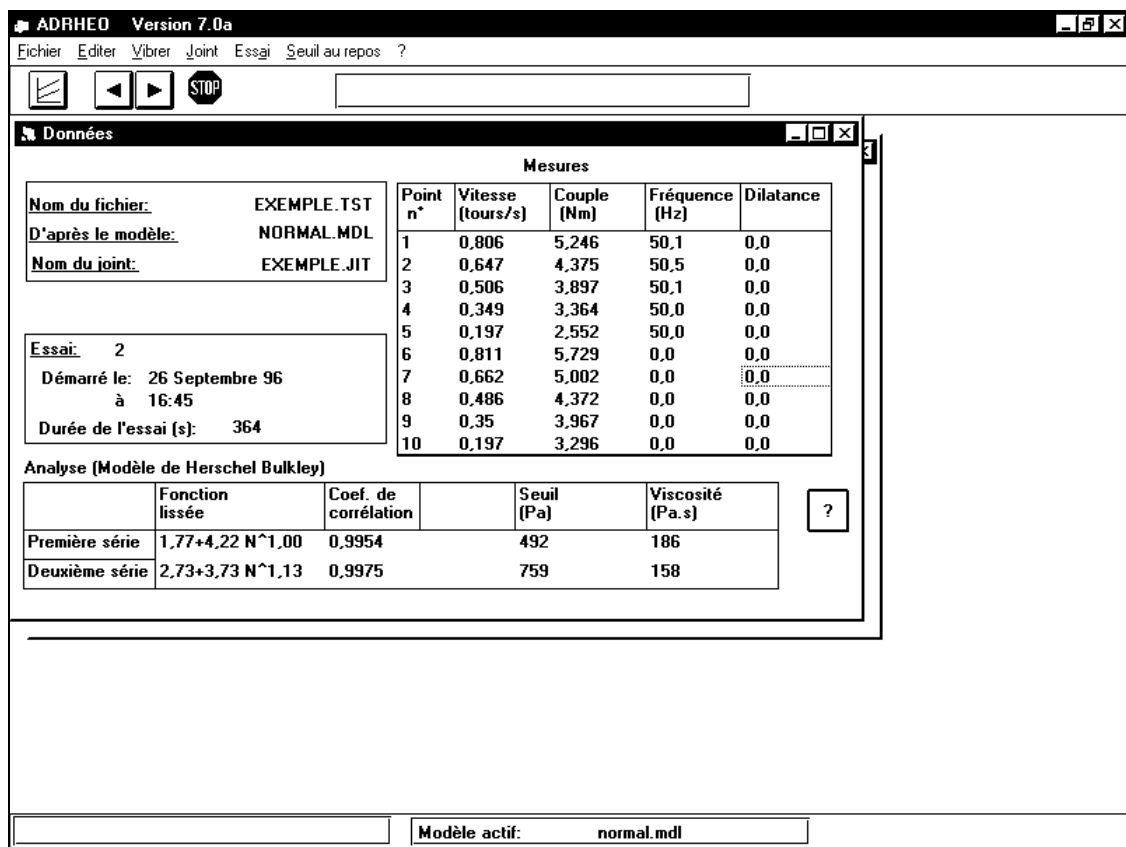 ADRHEO Version 7.0a
Fichier Editer Vibrer Joint Essai Seuil au repos ?
STOP
Données
Mesures
Nom du fichier: EXEMPLE.TST
D'après le modèle: NORMAL.MDL
Nom du joint: EXEMPLE.JIT
Essai: 2
Démarré le: 26 Septembre 96
à 16:45
Durée de l'essai (s): 364
Point n° Vitesse (tours/s) Couple (Nm) Fréquence (Hz) Dilatance
1 0,806 5,246 50,1 0,0
2 0,647 4,375 50,5 0,0
3 0,506 3,897 50,1 0,0
4 0,349 3,364 50,0 0,0
5 0,197 2,552 50,0 0,0
6 0,811 5,729 0,0 0,0
7 0,662 5,002 0,0 0,0
8 0,486 4,372 0,0 0,0
9 0,35 3,967 0,0 0,0
10 0,197 3,296 0,0 0,0
Analyse (Modèle de Herschel Bulkley)
Fonction lissée Coef. de corrélation Seuil (Pa) Viscosité (Pa.s)
Première série 1,77+4,22 N^1,00 0,9954 492 186
Deuxième série 2,73+3,73 N^1,13 0,9975 759 158
?
Modèle actif: normal.mdl